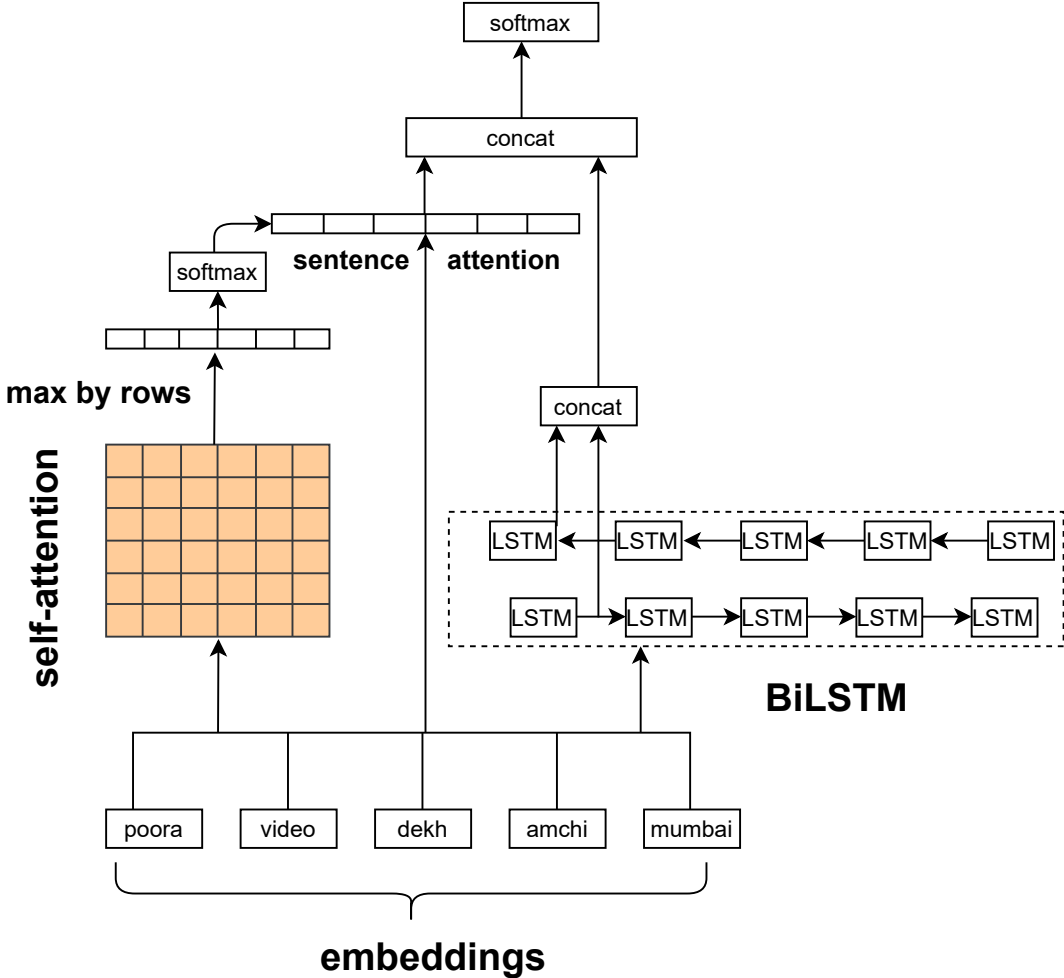 softmax
concat
sentence attention
softmax
max by rows
concat
self-attention
LSTM LSTM LSTM LSTM LSTM
LSTM LSTM LSTM LSTM LSTM
BiLSTM
poora video dekh amchi mumbai
embeddings